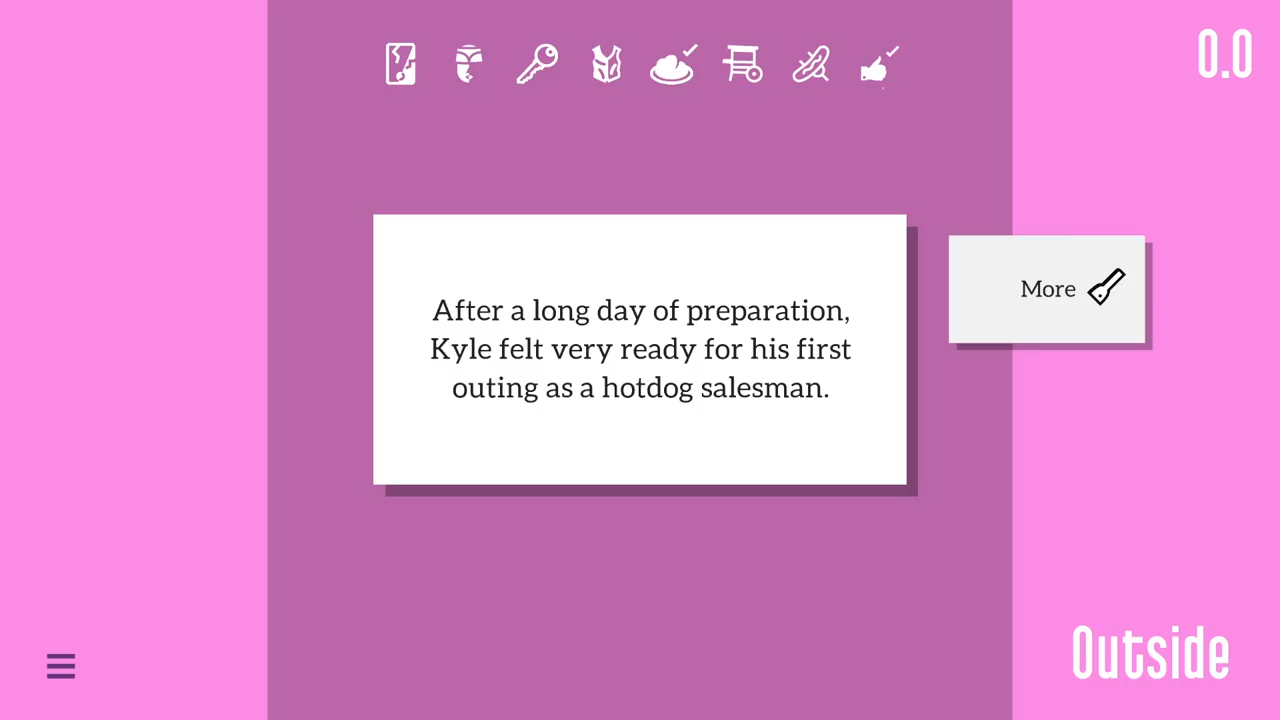 0.0
After a long day of preparation,
Kyle felt very ready for his first
outing as a hotdog salesman.
More
Outside